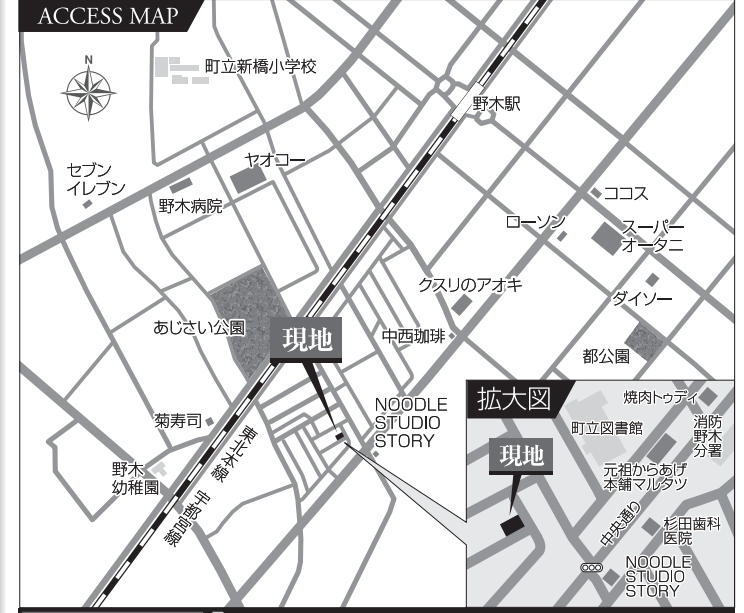 ACCESS MAP
N
町立新橋小学校
野木駅
セブン
イレブン
ヤオコー
野木病院
ココス
ローソン
スーパー
オータニ
クスリのアオキ
ダイソー
あじさい公園
現地
中西珈琲
都公園
NOODLE
STUDIO
STORY
菊寿司
東北本線 宇都宮線
野木
幼稚園
拡大図
焼肉トゥディ
町立図書館
消防
野木
分署
現地
元祖からあげ
本舗マルタツ
中央通り
杉田歯科
医院
NOODLE
STUDIO
STORY